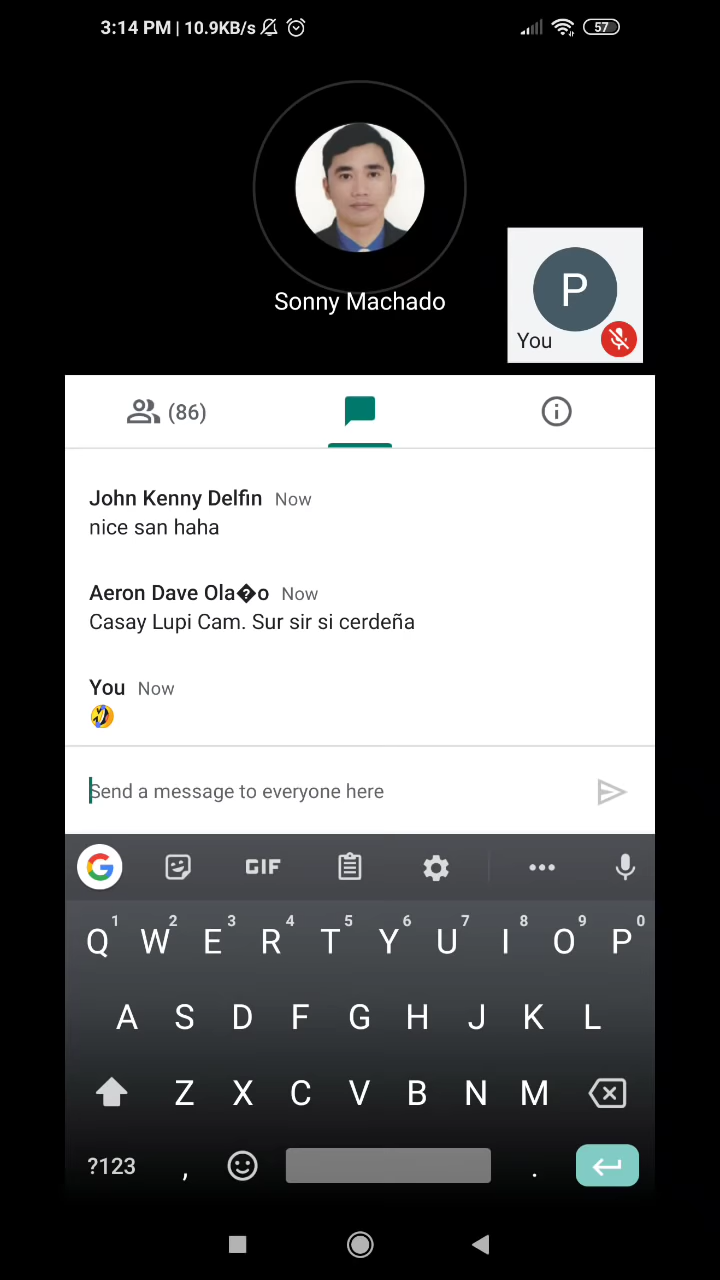 3:14 PM | 10.9KB/s 57
Sonny Machado
P
You
(86)
John Kenny Delfin Now
nice san haha
Aeron Dave Ola�o Now
Casay Lupi Cam. Sur sir si cerdeña
You Now
🤣
Send a message to everyone here
G GIF
1 2 3 4 5 6 7 8 9 0
Q W E R T Y U I O P
A S D F G H J K L
Z X C V B N M
?123 , .